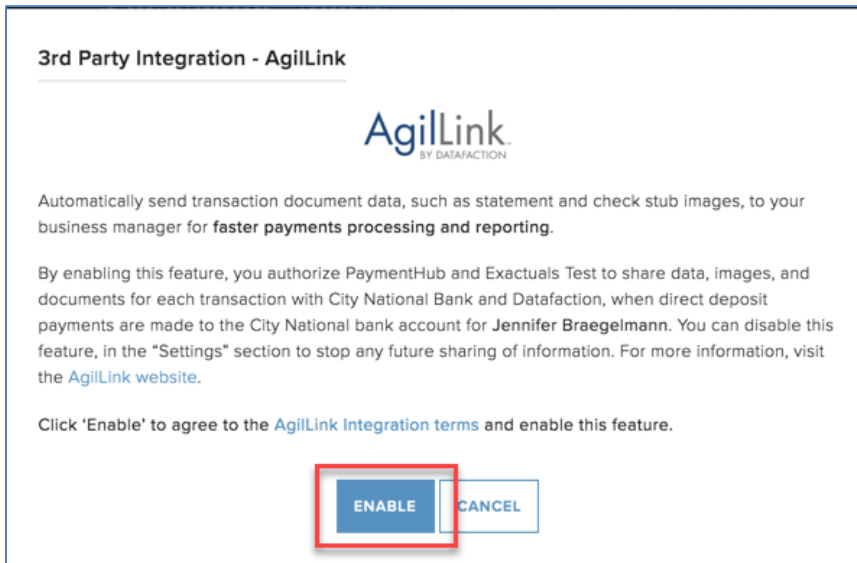 3rd Party Integration - AgilLink
AgilLink™
BY DATAFACTION
Automatically send transaction document data, such as statement and check stub images, to your
business manager for faster payments processing and reporting.
By enabling this feature, you authorize PaymentHub and Exactuals Test to share data, images, and
documents for each transaction with City National Bank and Datafaction, when direct deposit
payments are made to the City National bank account for Jennifer Braegelmann. You can disable this
feature, in the “Settings” section to stop any future sharing of information. For more information, visit
the AgilLink website.
Click ‘Enable’ to agree to the AgilLink Integration terms and enable this feature.
ENABLE CANCEL